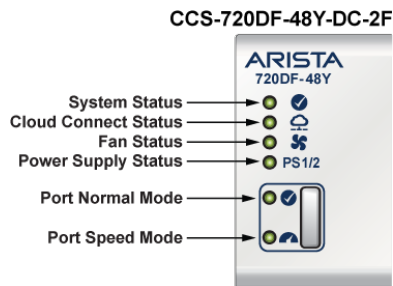 CCS-720DF-48Y-DC-2F
ARISTA
720DF-48Y
System Status
Cloud Connect Status
Fan Status
Power Supply Status PS1/2
Port Normal Mode
Port Speed Mode